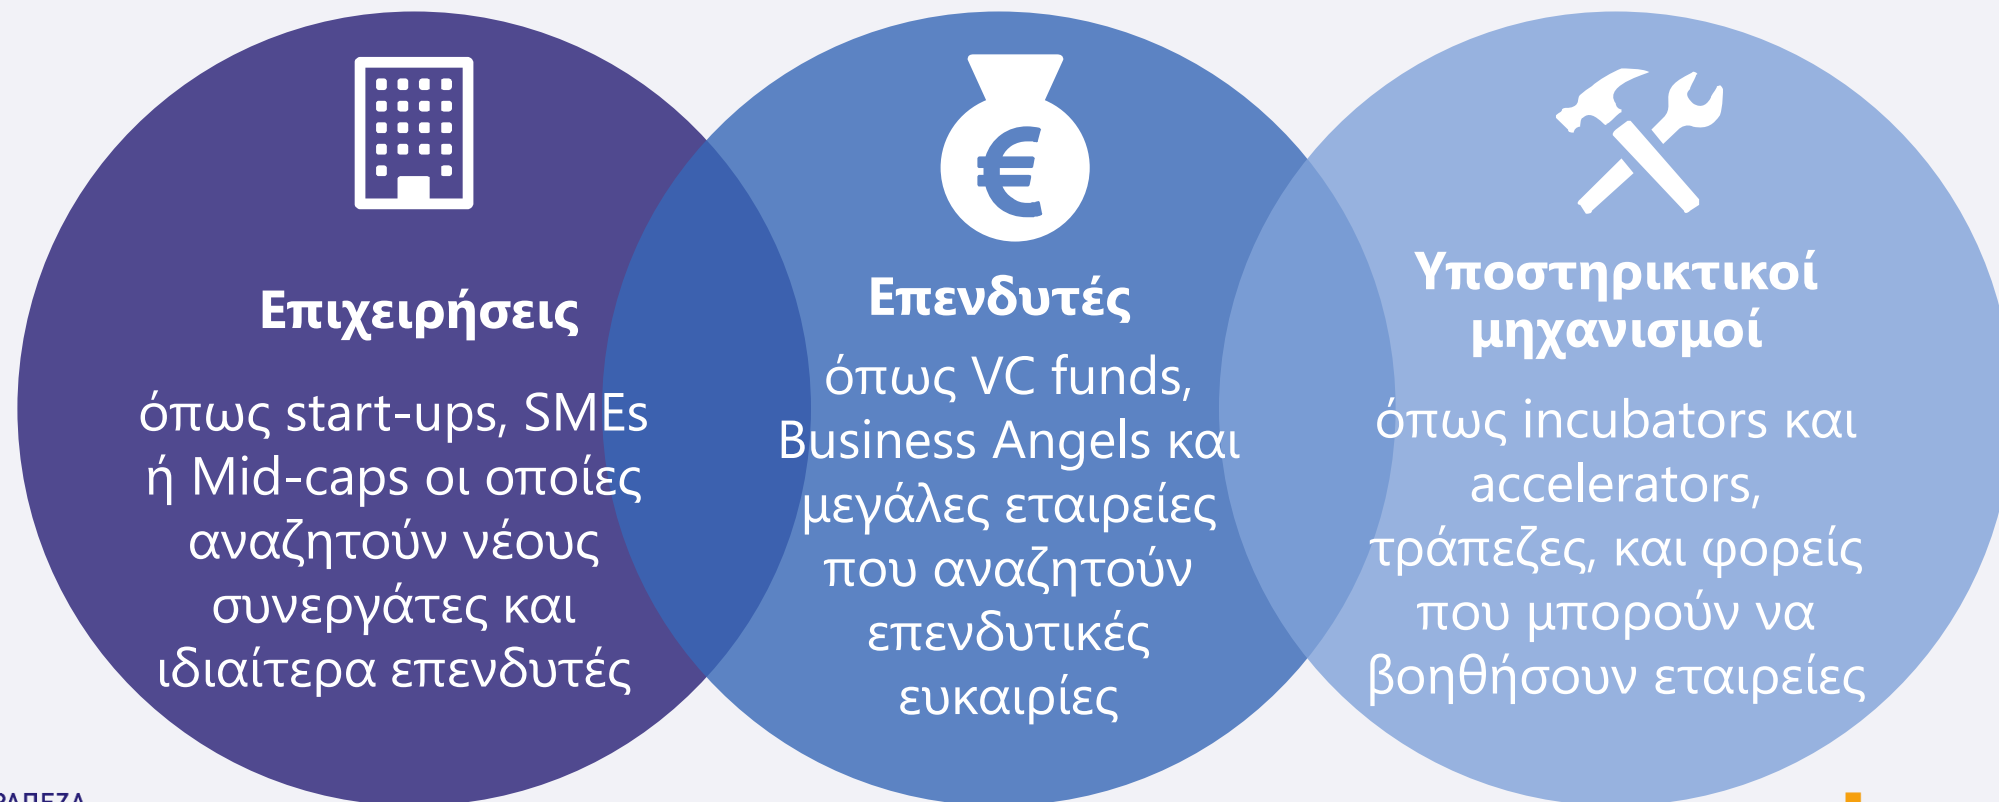 Επιχειρήσεις
όπως start-ups, SMEs
ή Mid-caps οι οποίες
αναζητούν νέους
συνεργάτες και
ιδιαίτερα επενδυτές
Επενδυτές
όπως VC funds,
Business Angels και
μεγάλες εταιρείες
που αναζητούν
επενδυτικές
ευκαιρίες
Υποστηρικτικοί
μηχανισμοί
όπως incubators και
accelerators,
τράπεζες, και φορείς
που μπορούν να
βοηθήσουν εταιρείες